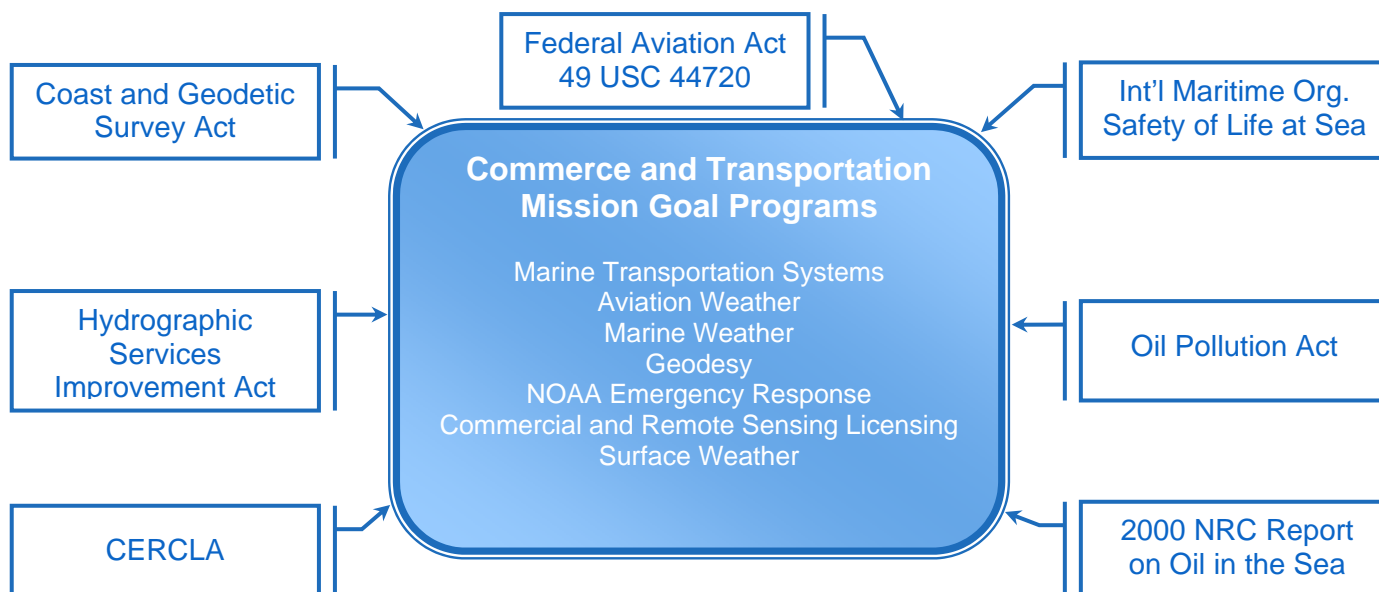 Federal Aviation Act
49 USC 44720
Coast and Geodetic
Survey Act
Int'l Maritime Org.
Safety of Life at Sea
Commerce and Transportation
Mission Goal Programs
Marine Transportation Systems
Aviation Weather
Marine Weather
Geodesy
NOAA Emergency Response
Commercial and Remote Sensing Licensing
Surface Weather
Hydrographic
Services
Improvement Act
Oil Pollution Act
CERCLA
2000 NRC Report
on Oil in the Sea